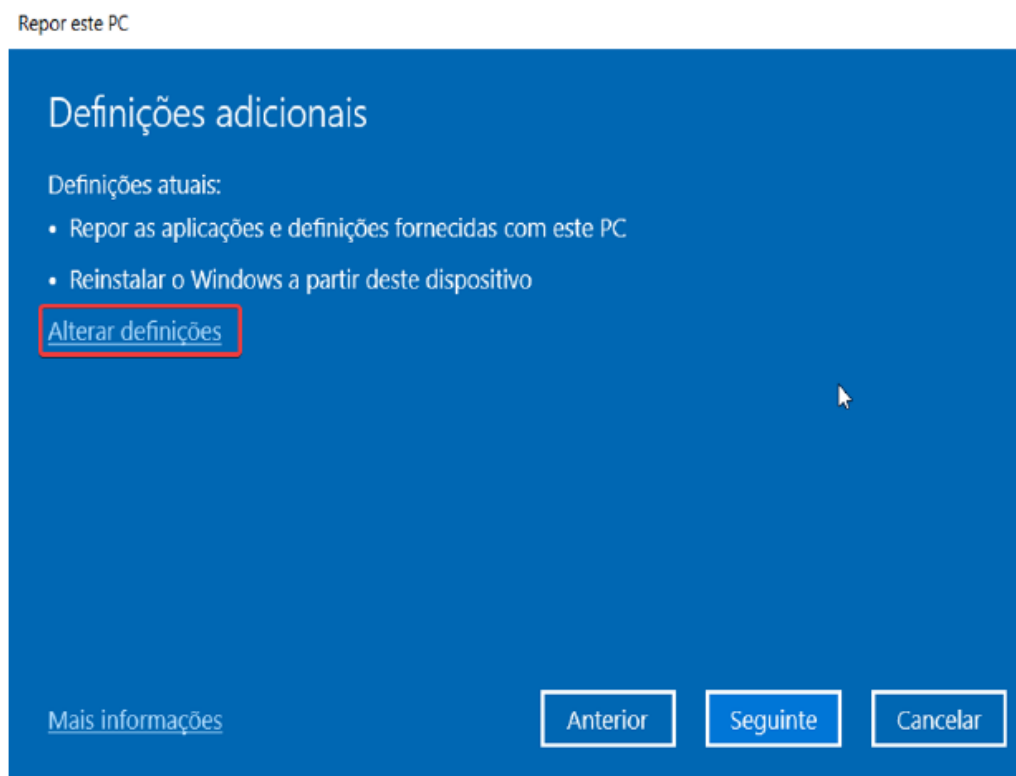 Repor este PC
Definições adicionais
Definições atuais:
• Repor as aplicações e definições fornecidas com este PC
• Reinstalar o Windows a partir deste dispositivo
Alterar definições
Mais informações
Anterior
Seguinte
Cancelar